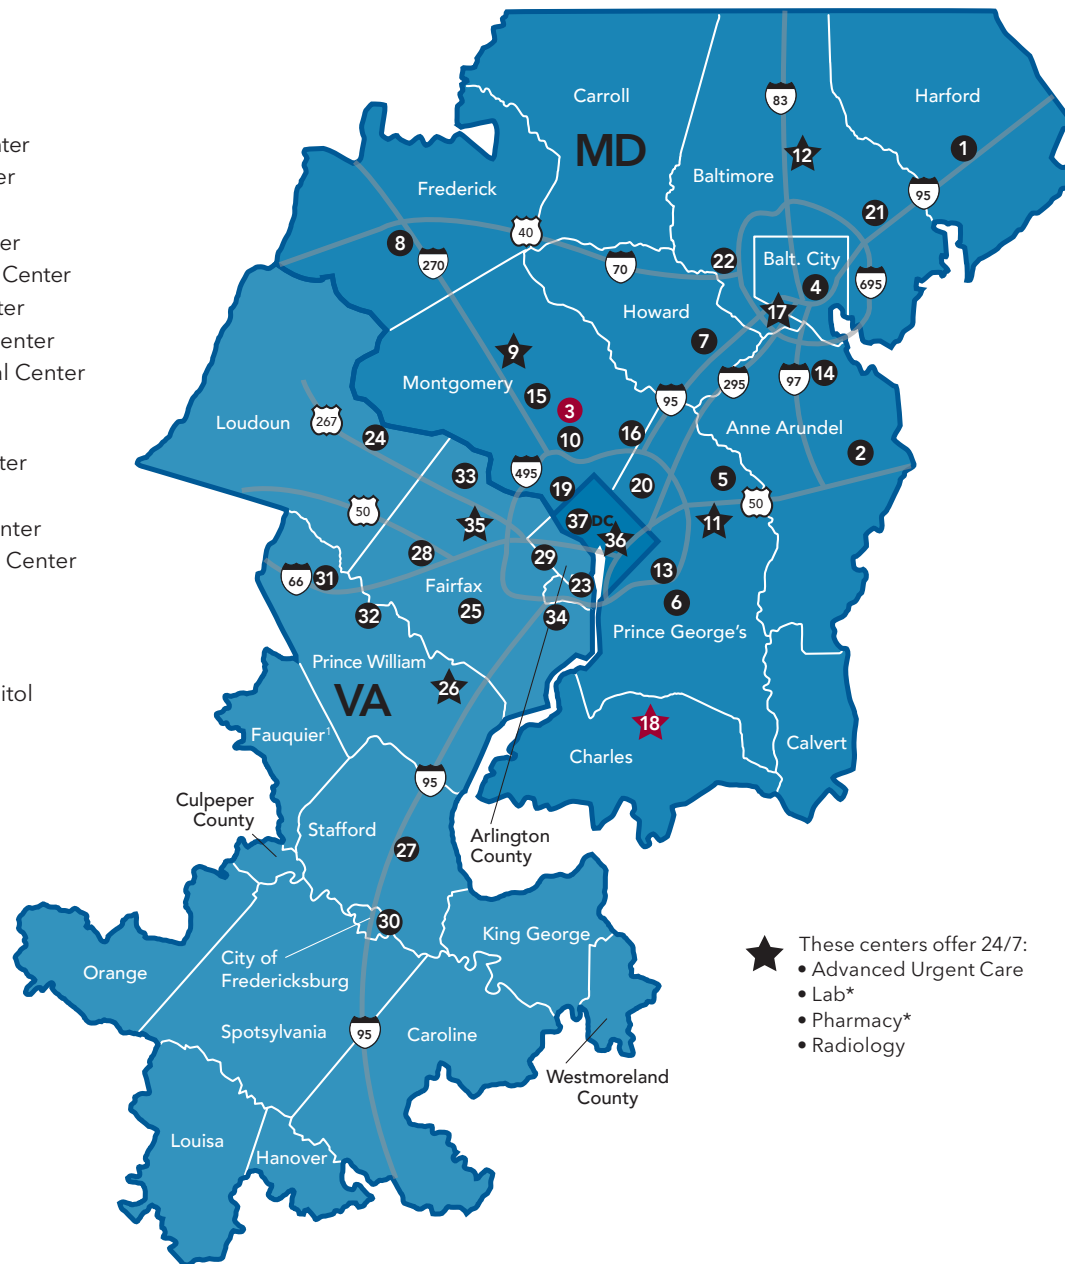 ter
er
er
Center
ter
enter
al Center
ter
enter
Center
itol
Carroll
83
Harford
MD
12
1
Baltimore
Frederick
95
21
40
8
270
70
22
Balt. City
4
695
Howard
17
7
9
Montgomery
15
3
95
295
97
14
Loudoun
267
24
10
16
Anne Arundel
2
33
495
5
50
19
20
50
35
37
DC
36
11
28
29
13
66
31
Fairfax
23
6
32
25
34
Prince George's
Prince William
26
VA
18
Fauquier1
Charles
Calvert
95
Culpeper
County
Stafford
27
Arlington
County
30
King George
City of
Fredericksburg
Orange
Spotsylvania
95
Caroline
Westmoreland
County
Louisa
Hanover
These centers offer 24/7:
• Advanced Urgent Care
• Lab*
• Pharmacy*
• Radiology